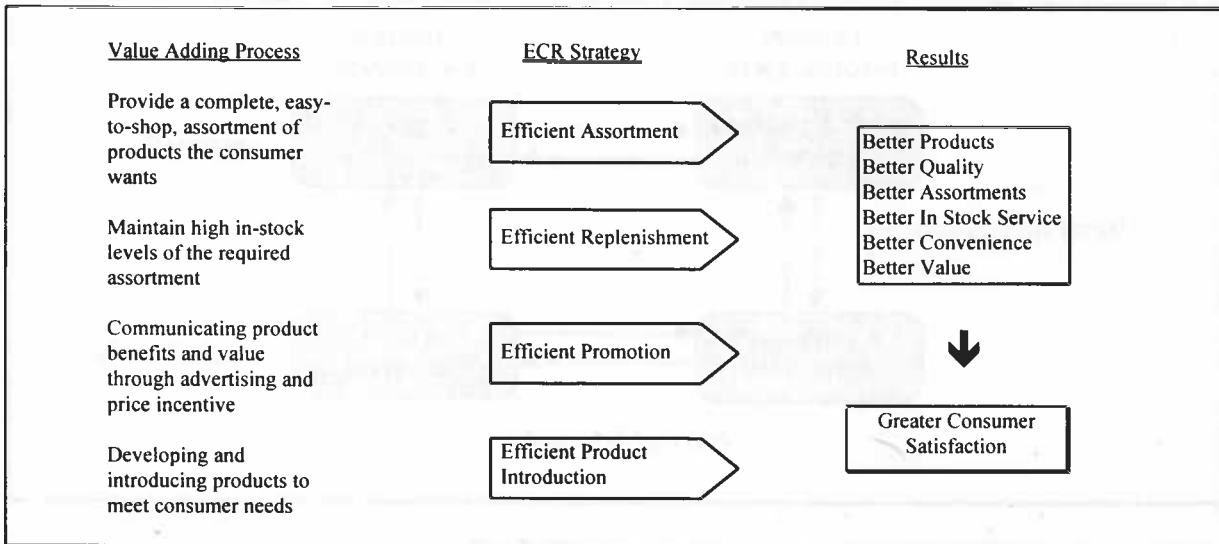 Value Adding Process
ECR Strategy
Results
Provide a complete, easy-
to-shop, assortment of
products the consumer
wants
Efficient Assortment
Maintain high in-stock
levels of the required
assortment
Efficient Replenishment
Communicating product
benefits and value
through advertising and
price incentive
Efficient Promotion
Developing and
introducing products to
meet consumer needs
Efficient Product
Introduction
Better Products
Better Quality
Better Assortments
Better In Stock Service
Better Convenience
Better Value
Greater Consumer
Satisfaction